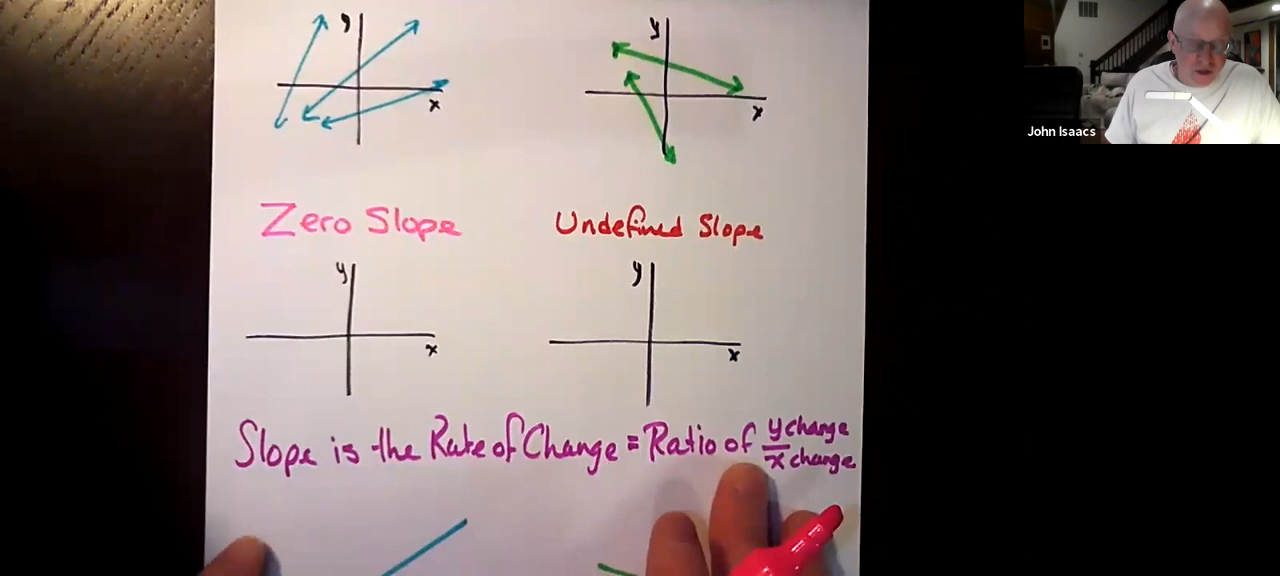 y
x
y
x
John Isaacs
Zero Slope
Undefined Slope
y
x
y
x
Slope is the Rate of Change = Ratio of y change / x change